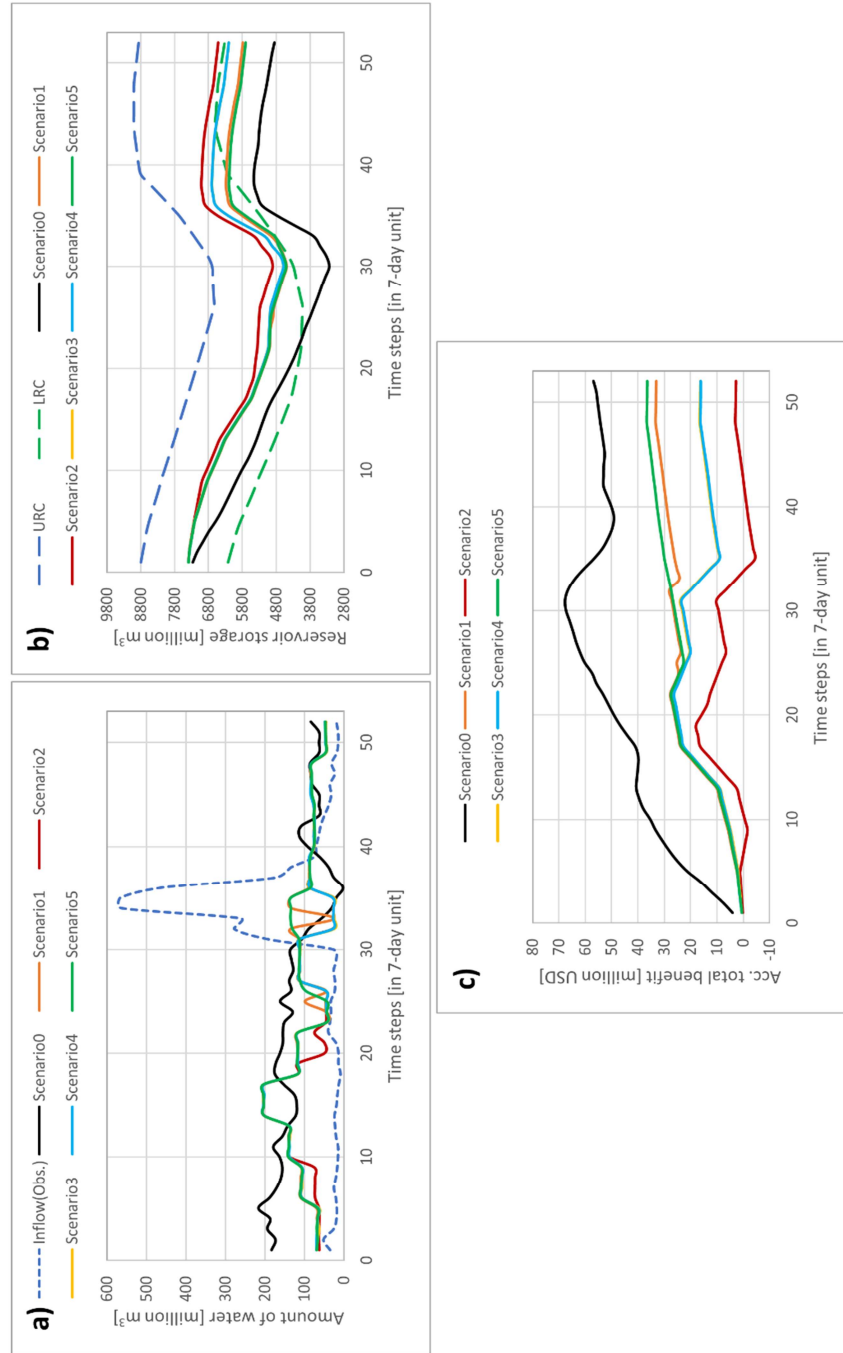 a)
Inflow(Obs.) Scenario0 Scenario1 Scenario2
Scenario3 Scenario4 Scenario5
Amount of water [million m³]
600
500
400
300
200
100
0
0 10 20 30 40 50
Time steps [in 7-day unit]
b)
URC LRC Scenario0 Scenario1
Scenario2 Scenario3 Scenario4 Scenario5
Reservoir storage [million m³]
9800
8800
7800
6800
5800
4800
3800
2800
0 10 20 30 40 50
Time steps [in 7-day unit]
c)
Scenario0 Scenario1 Scenario2
Scenario3 Scenario4 Scenario5
Acc. total benefit [million USD]
80
70
60
50
40
30
20
10
0
-10
0 10 20 30 40 50
Time steps [in 7-day unit]